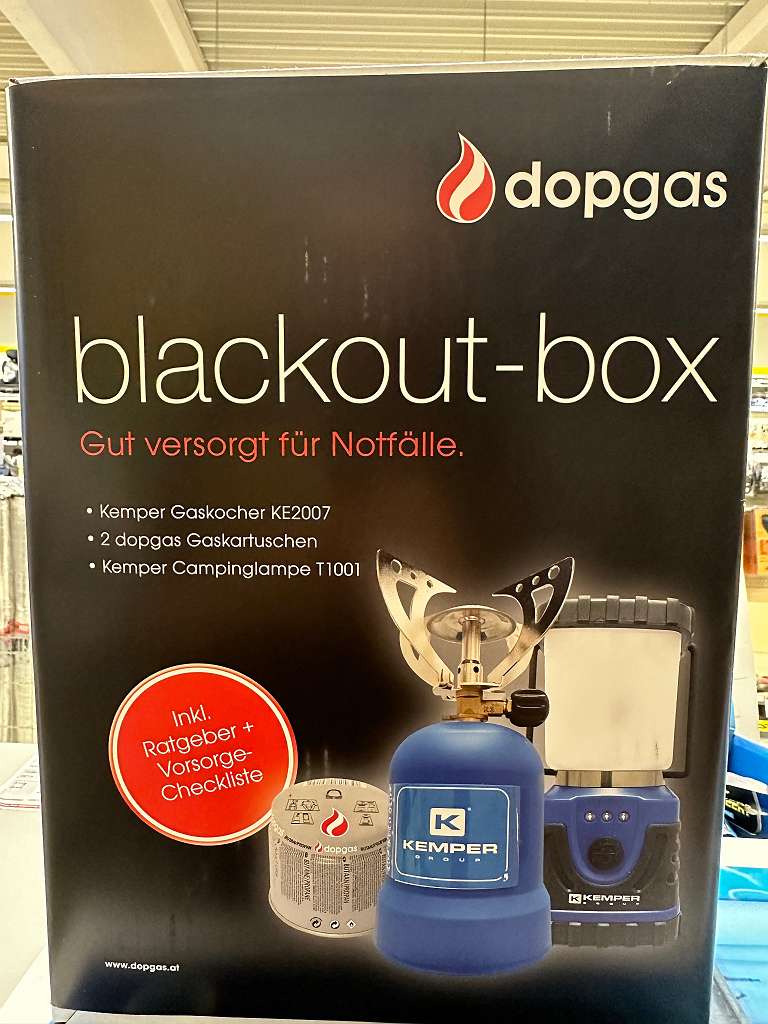 dopgas
blackout-box
Gut versorgt für Notfälle.
• Kemper Gaskocher KE2007
• 2 dopgas Gaskartuschen
• Kemper Campinglampe T1001
Inkl.
Ratgeber +
Vorsorge-
Checkliste
dopgas
K
KEMPER
GROUP
K KEMPER
GROUP
www.dopgas.at